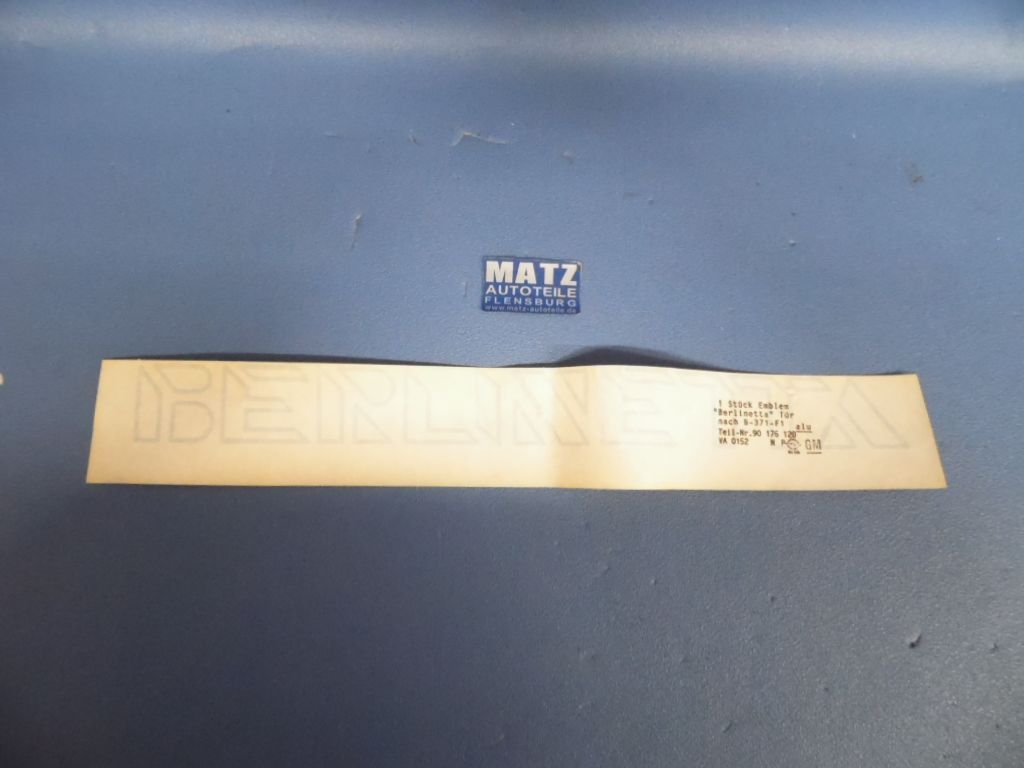 MATZ
AUTOTEILE
FLENSBURG
www.matz-autoteile.de
BERLINETTA
1 Stück Emblem
"Berlinetta" Tür
nach B-371-F1
alu
Teil-Nr. 90 176 120
VA 0152 N P
GM